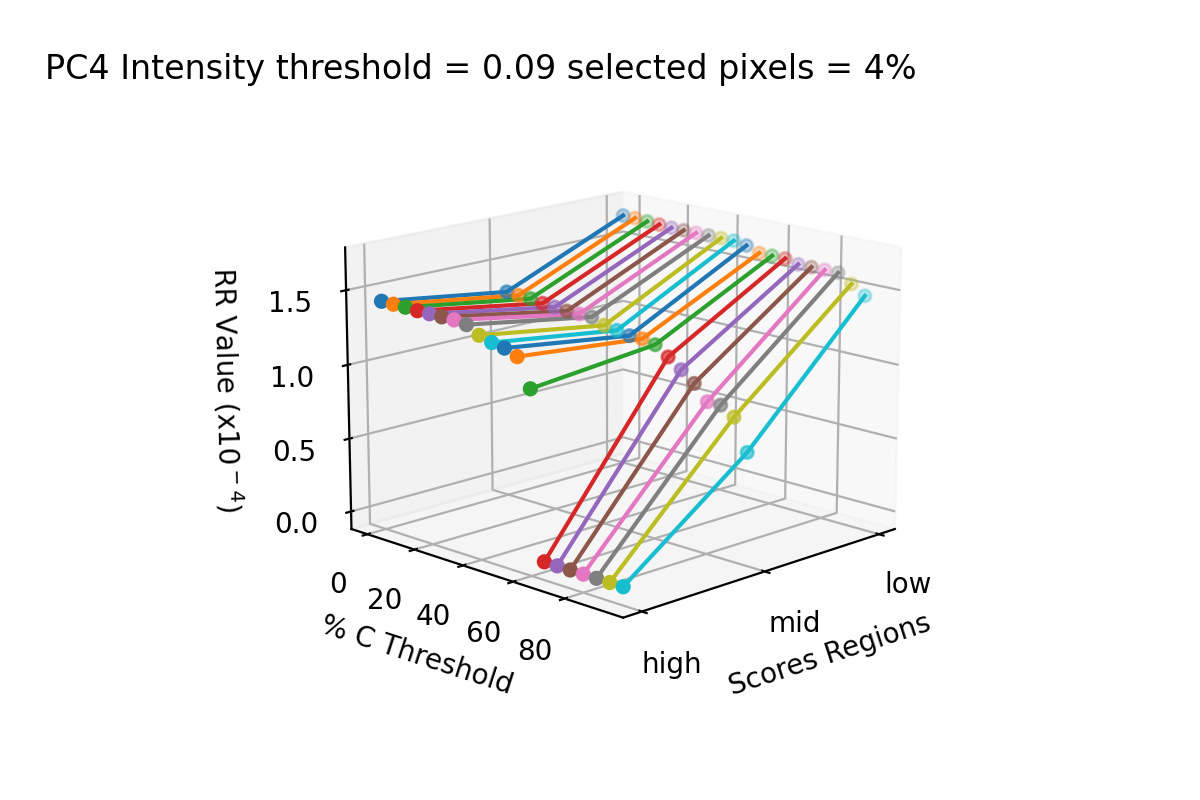 PC4 Intensity threshold = 0.09 selected pixels = 4%
RR Value (x10⁻⁴)
1.5
1.0
0.5
0.0
0
20
40
60
80
% C Threshold
high
mid
low
Scores Regions